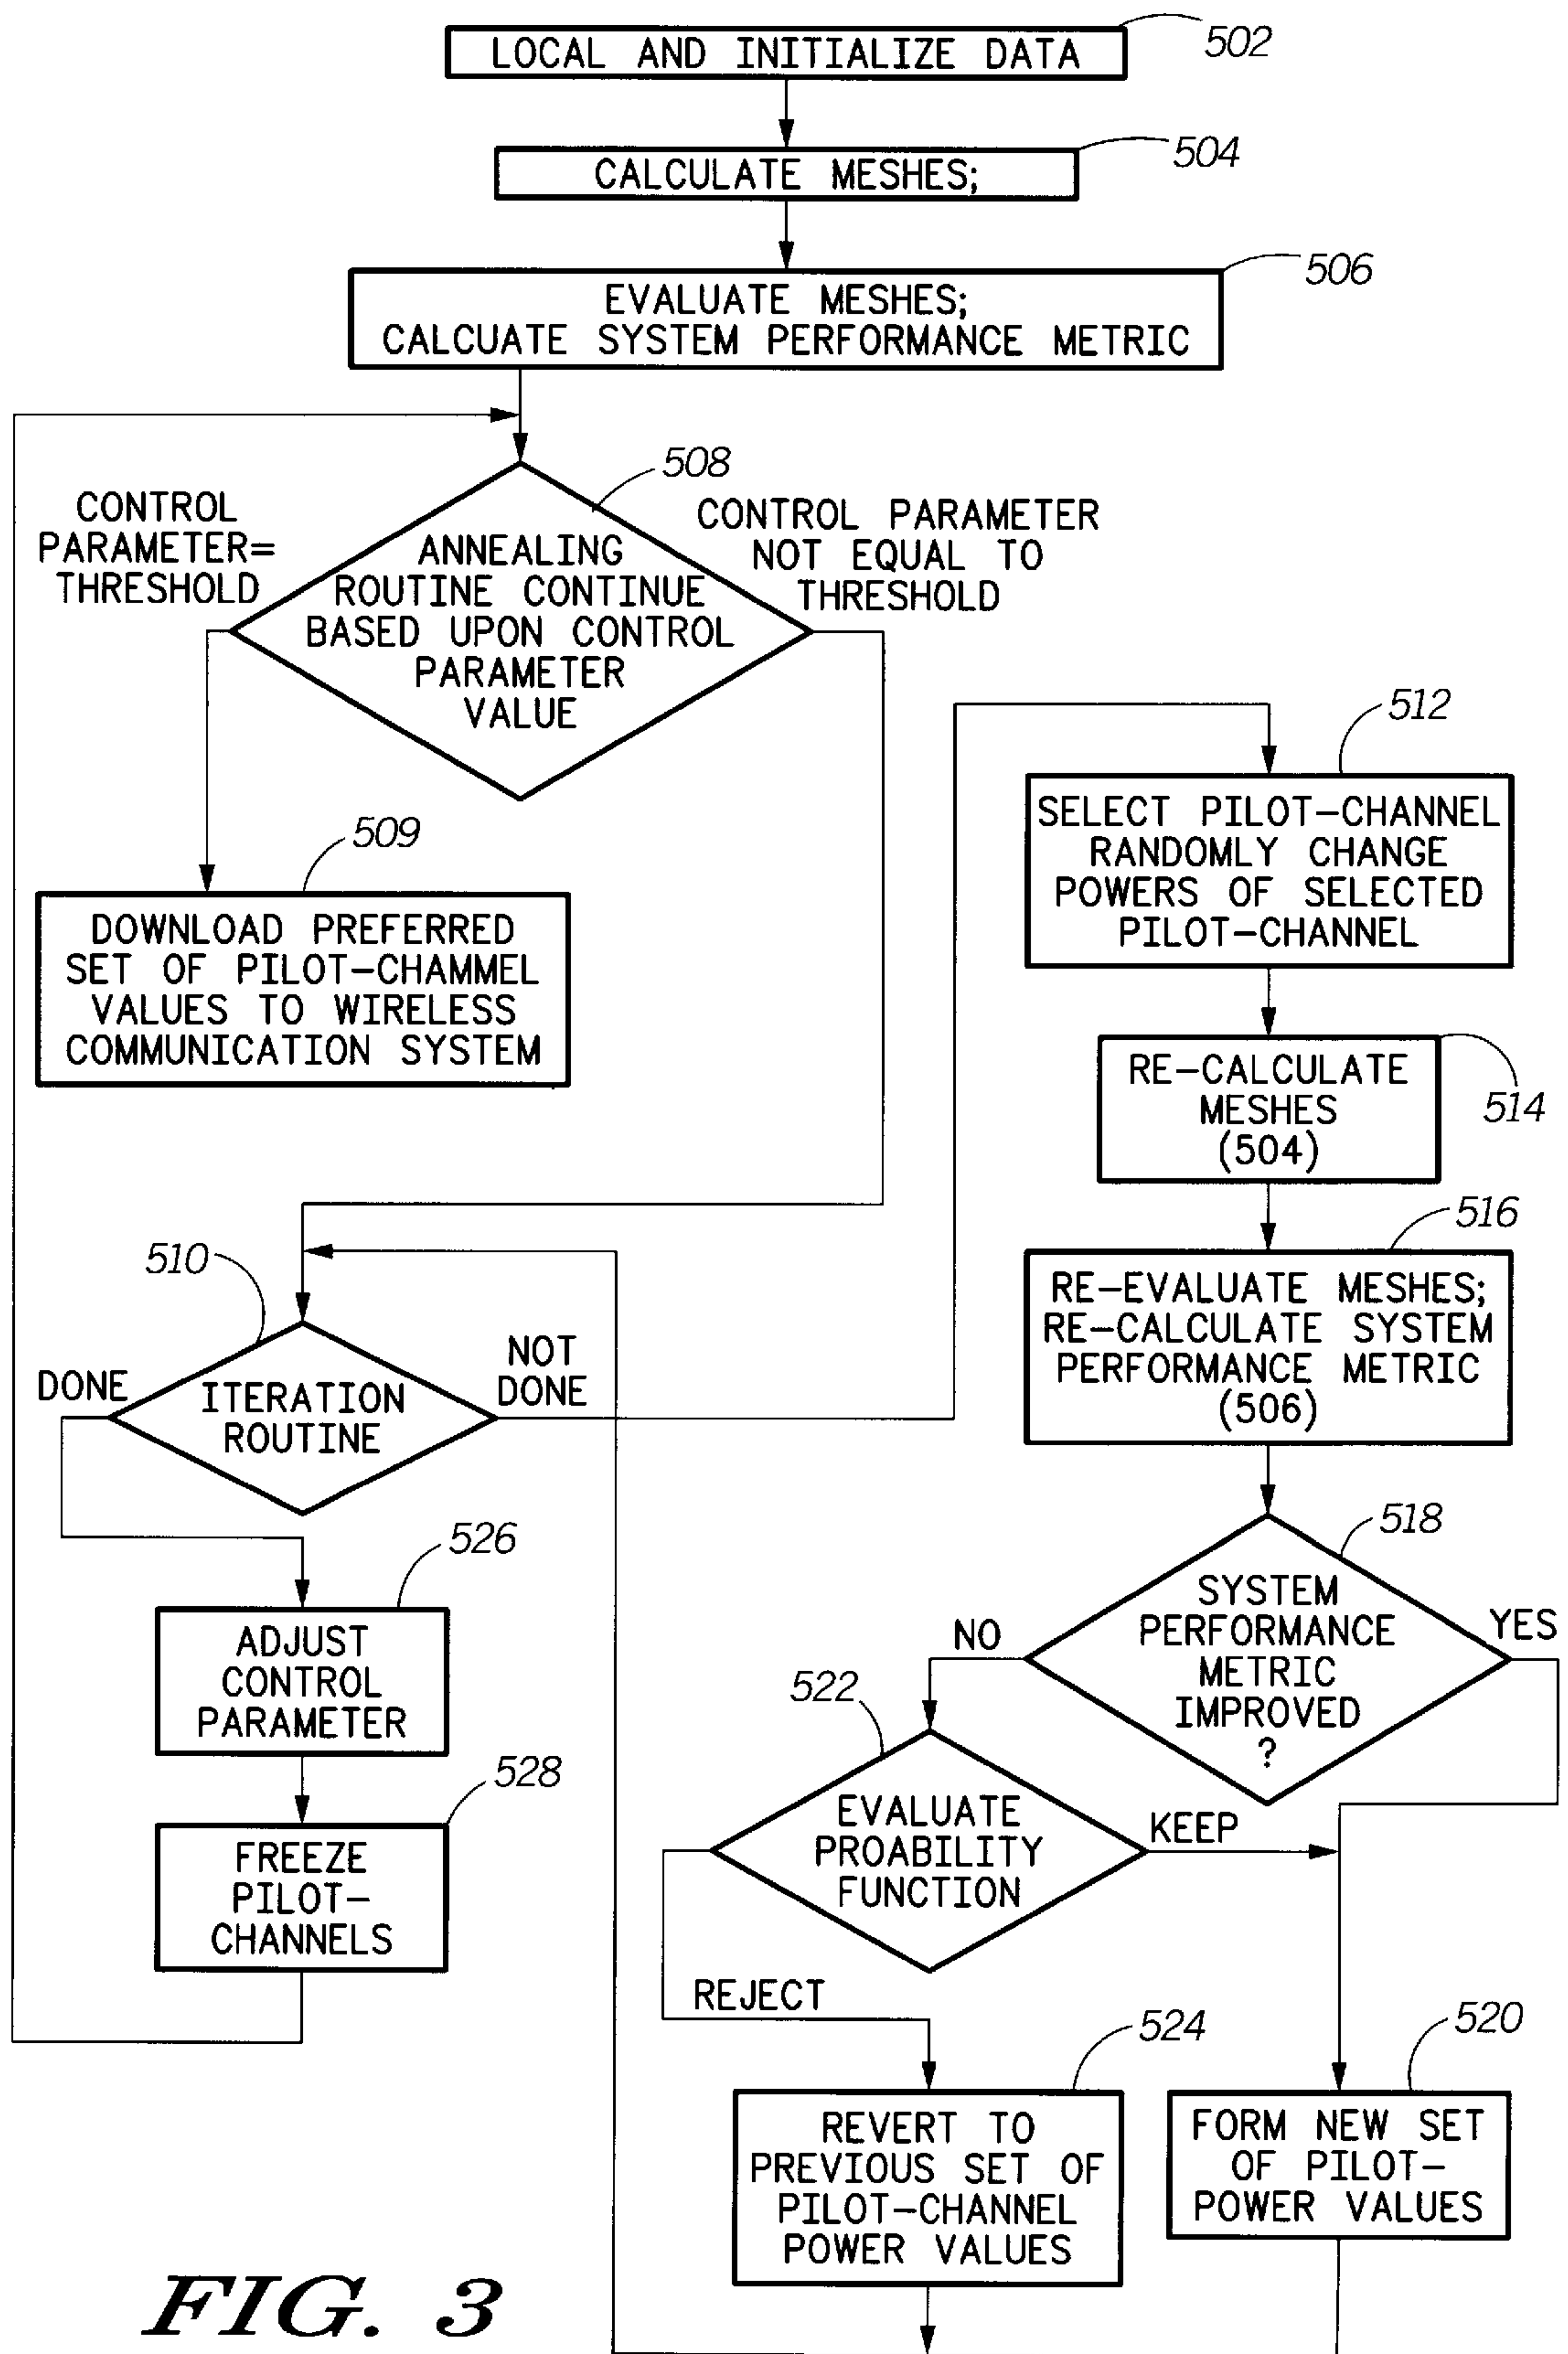 LOCAL AND INITIALIZE DATA
502
CALCULATE MESHES;
504
EVALUATE MESHES;
CALCUATE SYSTEM PERFORMANCE METRIC
506
508
CONTROL
PARAMETER=
THRESHOLD
ANNEALING
ROUTINE CONTINUE
BASED UPON CONTROL
PARAMETER
VALUE
CONTROL PARAMETER
NOT EQUAL TO
THRESHOLD
509
DOWNLOAD PREFERRED
SET OF PILOT-CHAMMEL
VALUES TO WIRELESS
COMMUNICATION SYSTEM
512
SELECT PILOT-CHANNEL
RANDOMLY CHANGE
POWERS OF SELECTED
PILOT-CHANNEL
RE-CALCULATE
MESHES
(504)
514
516
RE-EVALUATE MESHES;
RE-CALCULATE SYSTEM
PERFORMANCE METRIC
(506)
510
DONE
ITERATION
ROUTINE
NOT
DONE
526
ADJUST
CONTROL
PARAMETER
528
FREEZE
PILOT-
CHANNELS
518
SYSTEM
PERFORMANCE
METRIC
IMPROVED
?
NO
YES
522
EVALUATE
PROABILITY
FUNCTION
KEEP
REJECT
524
REVERT TO
PREVIOUS SET OF
PILOT-CHANNEL
POWER VALUES
520
FORM NEW SET
OF PILOT-
POWER VALUES
FIG. 3